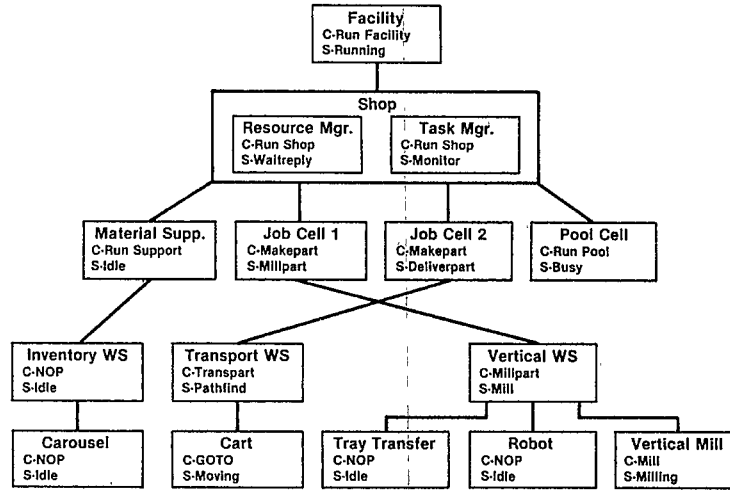 Facility
C-Run Facility
S-Running
Shop
Resource Mgr.
C-Run Shop
S-Waitreply
Task Mgr.
C-Run Shop
S-Monitor
Material Supp.
C-Run Support
S-Idle
Job Cell 1
C-Makepart
S-Millpart
Job Cell 2
C-Makepart
S-Deliverpart
Pool Cell
C-Run Pool
S-Busy
Inventory WS
C-NOP
S-Idle
Transport WS
C-Transpart
S-Pathfind
Vertical WS
C-Millpart
S-Mill
Carousel
C-NOP
S-Idle
Cart
C-GOTO
S-Moving
Tray Transfer
C-NOP
S-Idle
Robot
C-NOP
S-Idle
Vertical Mill
C-Mill
S-Milling